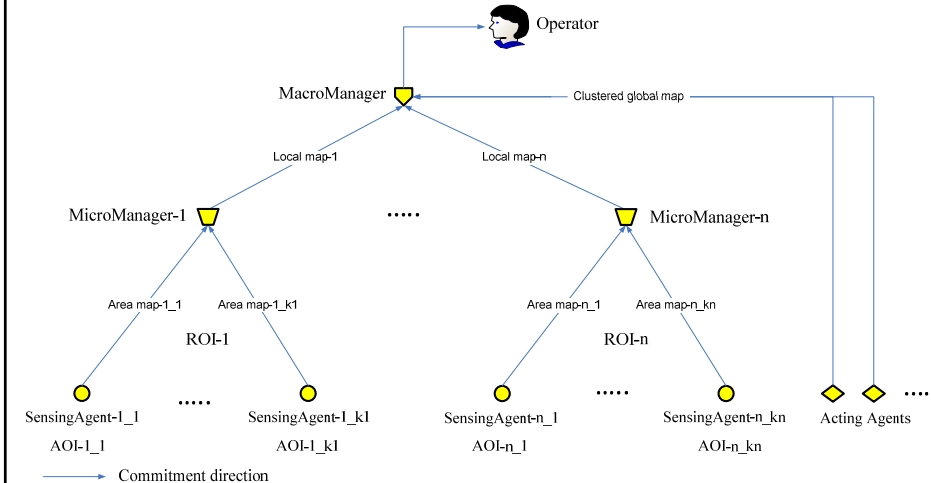 Operator
MacroManager
Clustered global map
Local map-1
Local map-n
MicroManager-1
.....
MicroManager-n
Area map-1_1
Area map-1_k1
Area map-n_1
Area map-n_kn
ROI-1
ROI-n
.....
.....
....
SensingAgent-1_1
SensingAgent-1_k1
SensingAgent-n_1
SensingAgent-n_kn
Acting Agents
AOI-1_1
AOI-1_k1
AOI-n_1
AOI-n_kn
Commitment direction